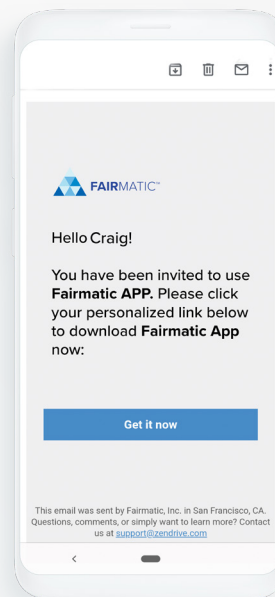 FAIRMATIC™
Hello Craig!
You have been invited to use
Fairmatic APP. Please click
your personalized link below
to download Fairmatic App
now:
Get it now
This email was sent by Fairmatic, Inc. in San Francisco, CA.
Questions, comments, or simply want to learn more? Contact
us at support@zendrive.com